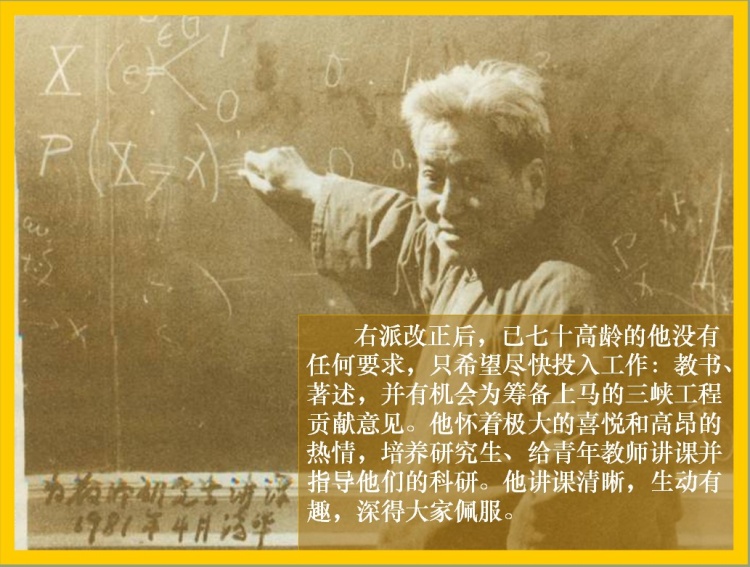 X (e)=
∈G
1
0
0.1
P (X=x)=
0
P
→x
右派改正后，已七十高龄的他没有
任何要求，只希望尽快投入工作：教书、
著述，并有机会为筹备上马的三峡工程
贡献意见。他怀着极大的喜悦和高昂的
热情，培养研究生、给青年教师讲课并
指导他们的科研。他讲课清晰，生动有
趣，深得大家佩服。
为教师研究生讲课
1981年4月清华